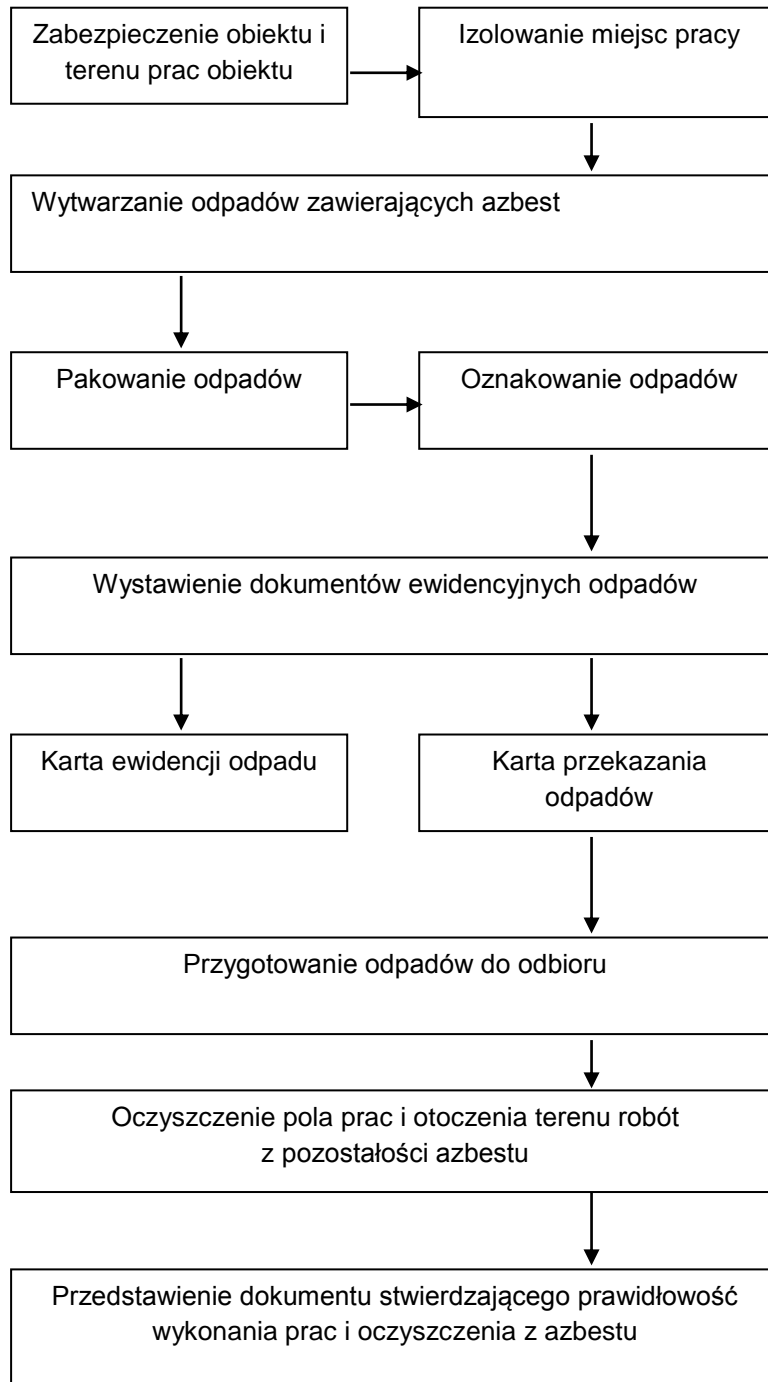 Zabezpieczenie obiektu i
terenu prac obiektu
Izolowanie miejsc pracy
Wytwarzanie odpadów zawierających azbest
Pakowanie odpadów
Oznakowanie odpadów
Wystawienie dokumentów ewidencyjnych odpadów
Karta ewidencji odpadu
Karta przekazania
odpadów
Przygotowanie odpadów do odbioru
Oczyszczenie pola prac i otoczenia terenu robót
z pozostałości azbestu
Przedstawienie dokumentu stwierdzającego prawidłowość
wykonania prac i oczyszczenia z azbestu